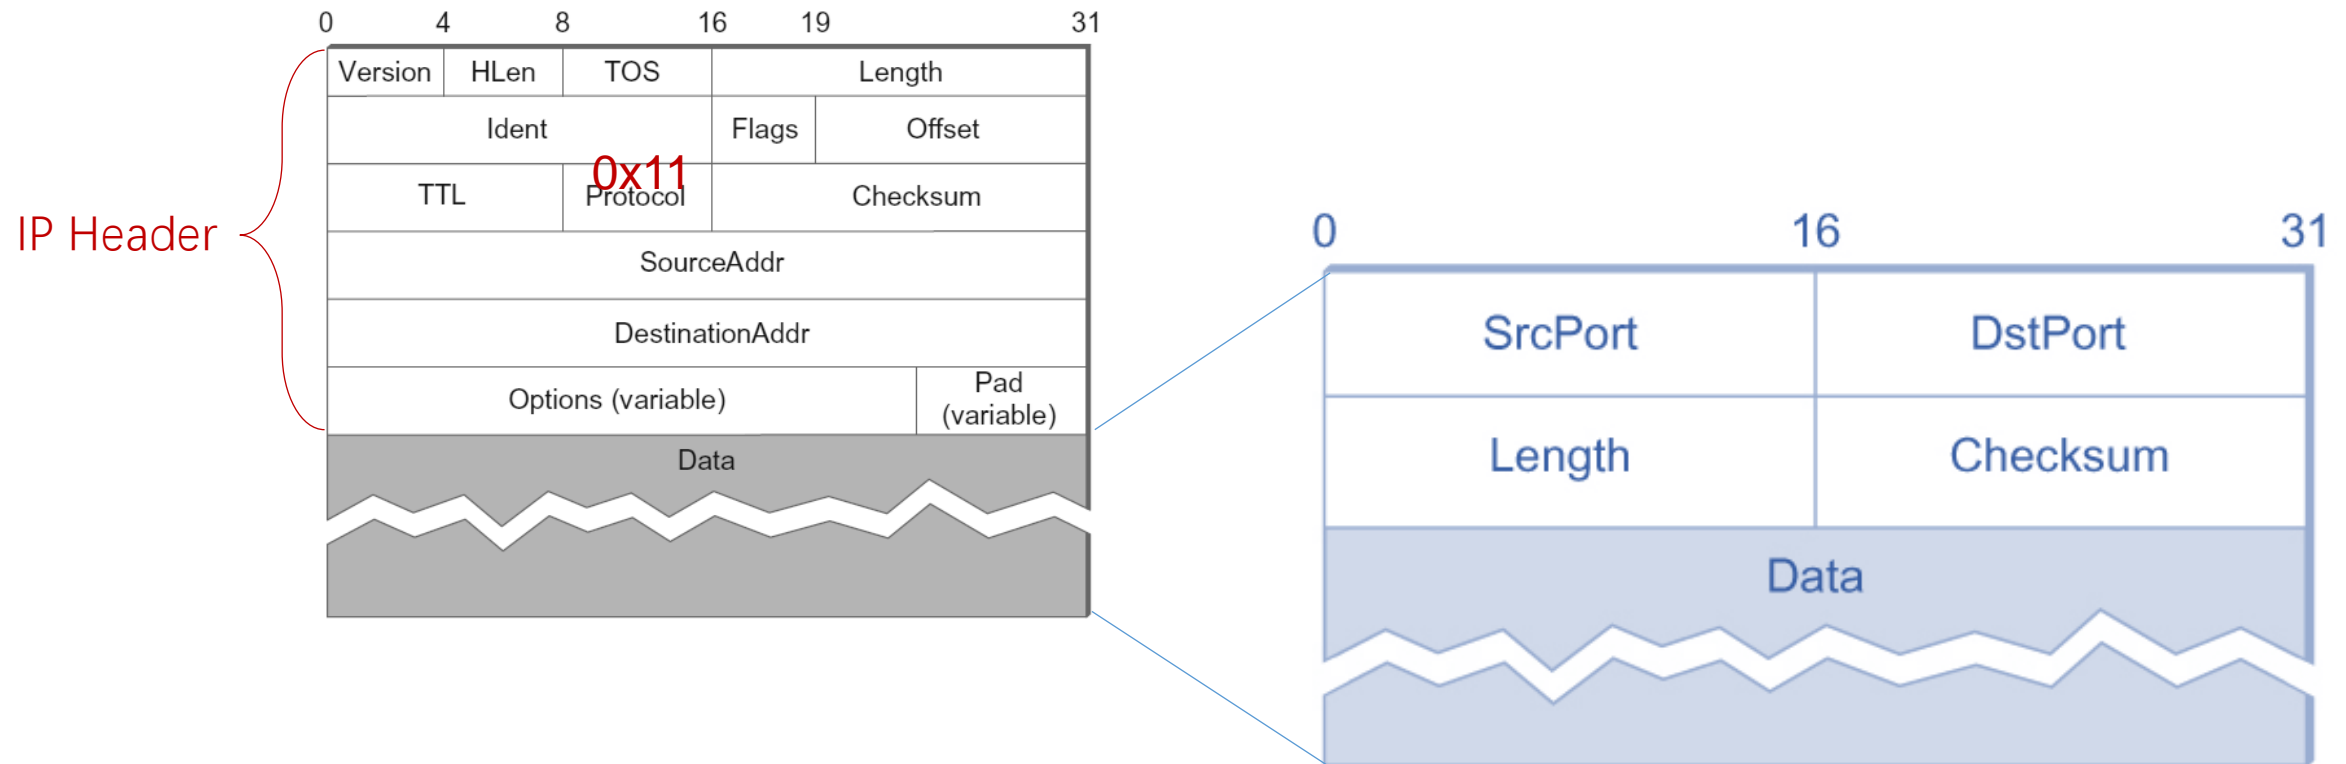 0 4 8 16 19 31
Version HLen TOS Length
Ident Flags Offset
0x11
TTL Protocol Checksum
IP Header
SourceAddr
DestinationAddr
Options (variable) Pad
(variable)
Data
0 16 31
SrcPort DstPort
Length Checksum
Data